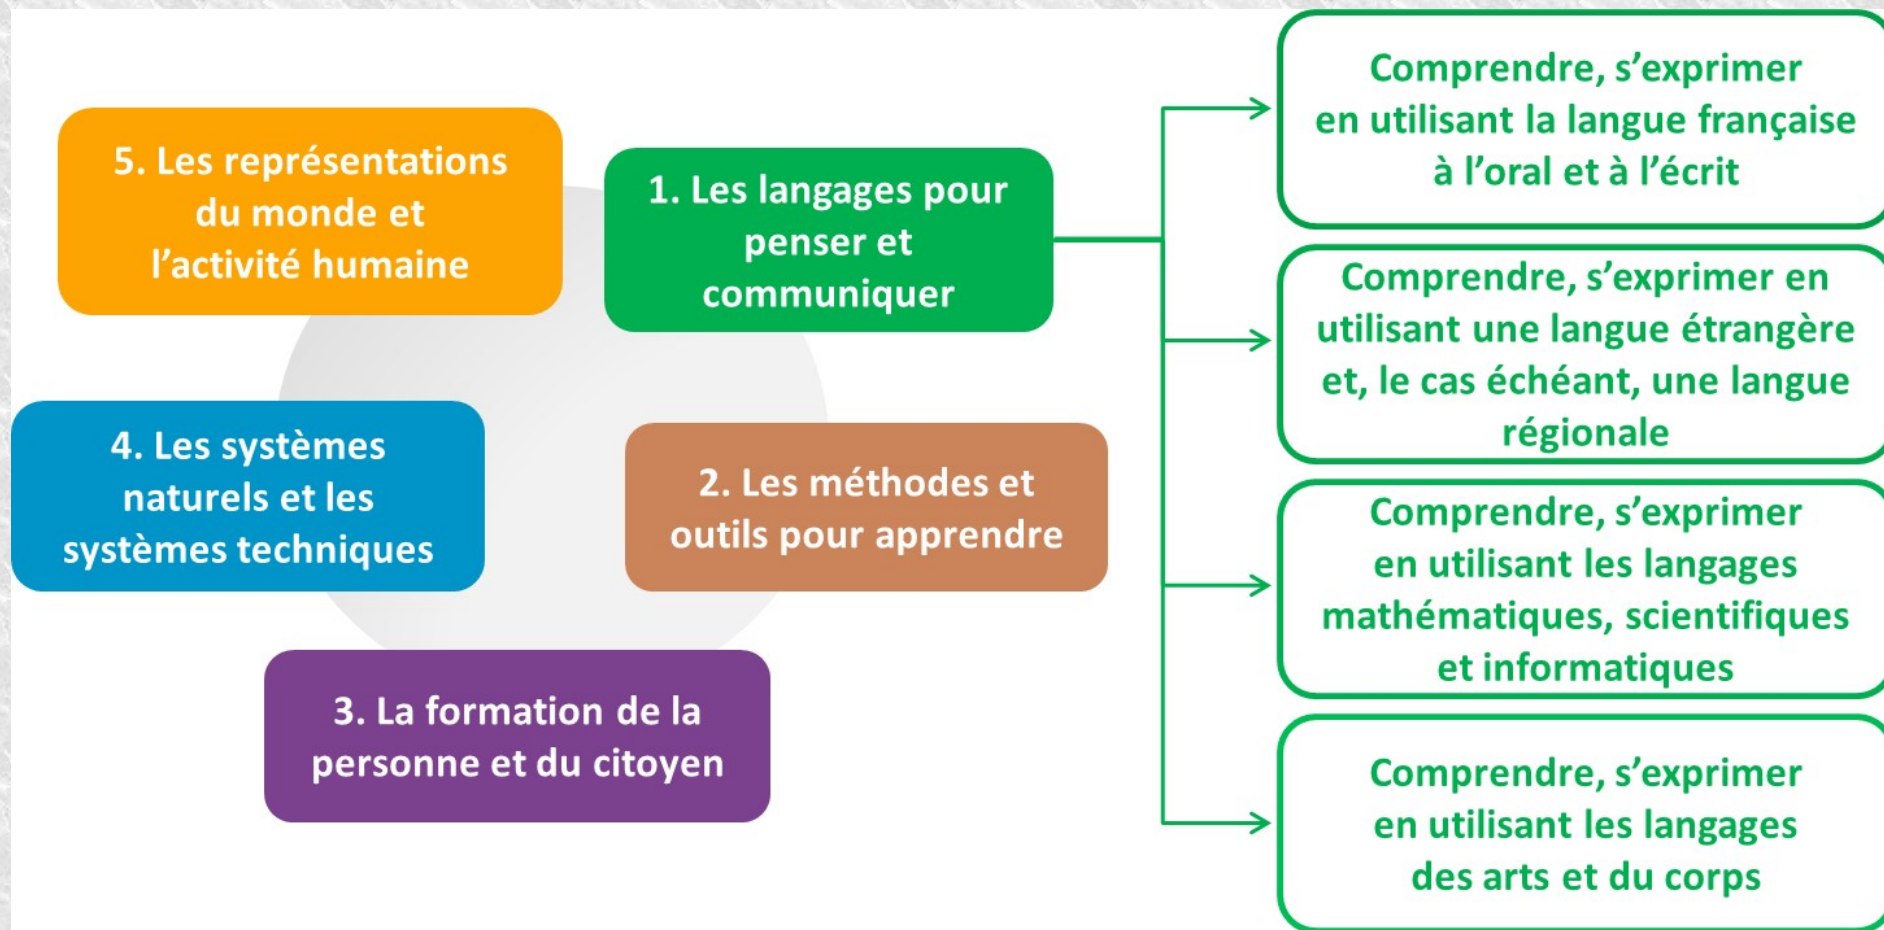 5. Les représentations
du monde et
l’activité humaine
1. Les langages pour
penser et
communiquer
2. Les méthodes et
outils pour apprendre
3. La formation de la
personne et du citoyen
4. Les systèmes
naturels et les
systèmes techniques
Comprendre, s’exprimer
en utilisant la langue française
à l’oral et à l’écrit
Comprendre, s’exprimer en
utilisant une langue étrangère
et, le cas échéant, une langue
régionale
Comprendre, s’exprimer
en utilisant les langages
mathématiques, scientifiques
et informatiques
Comprendre, s’exprimer
en utilisant les langages
des arts et du corps